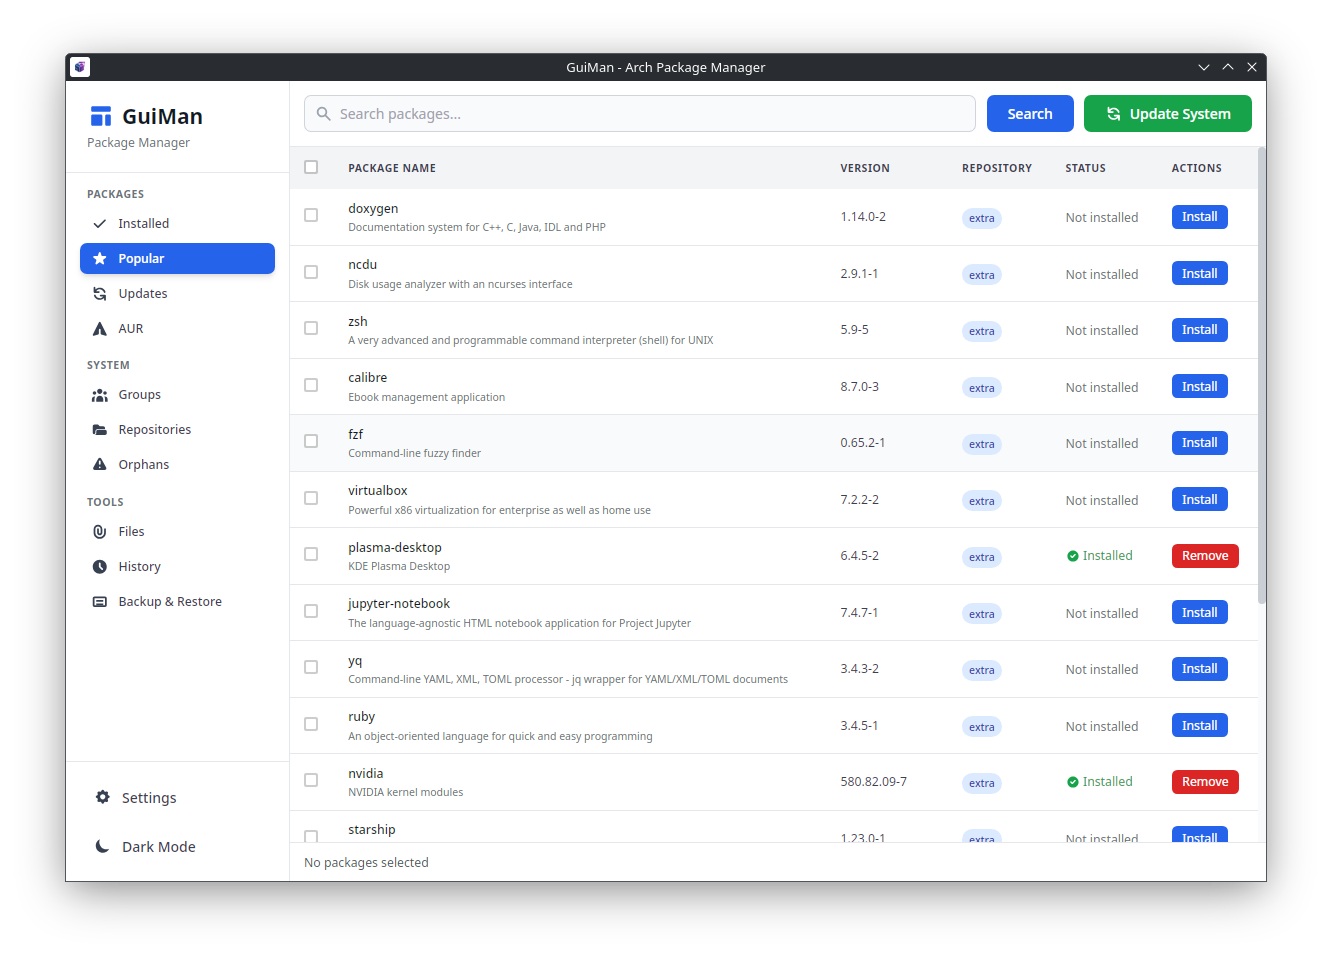 GuiMan - Arch Package Manager
GuiMan
Package Manager
PACKAGES
Installed
Popular
Updates
AUR
SYSTEM
Groups
Repositories
Orphans
TOOLS
Files
History
Backup & Restore
Settings
Dark Mode
Search packages...
Search
Update System
PACKAGE NAME VERSION REPOSITORY STATUS ACTIONS
doxygen
Documentation system for C++, C, Java, IDL and PHP
1.14.0-2 extra Not installed Install
ncdu
Disk usage analyzer with an ncurses interface
2.9.1-1 extra Not installed Install
zsh
A very advanced and programmable command interpreter (shell) for UNIX
5.9-5 extra Not installed Install
calibre
Ebook management application
8.7.0-3 extra Not installed Install
fzf
Command-line fuzzy finder
0.65.2-1 extra Not installed Install
virtualbox
Powerful x86 virtualization for enterprise as well as home use
7.2.2-2 extra Not installed Install
plasma-desktop
KDE Plasma Desktop
6.4.5-2 extra Installed Remove
jupyter-notebook
The language-agnostic HTML notebook application for Project Jupyter
7.4.7-1 extra Not installed Install
yq
Command-line YAML, XML, TOML processor - jq wrapper for YAML/XML/TOML documents
3.4.3-2 extra Not installed Install
ruby
An object-oriented language for quick and easy programming
3.4.5-1 extra Not installed Install
nvidia
NVIDIA kernel modules
580.82.09-7 extra Installed Remove
starship
1.23.0-1 extra Not installed Install
No packages selected